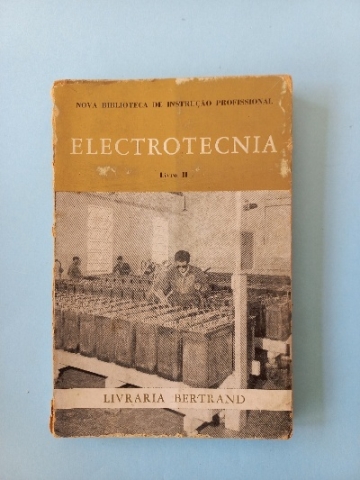 NOVA BIBLIOTECA DE INSTRUÇÃO PROFISSIONAL
ELECTROTECNIA
LIVRO II
LIVRARIA BERTRAND